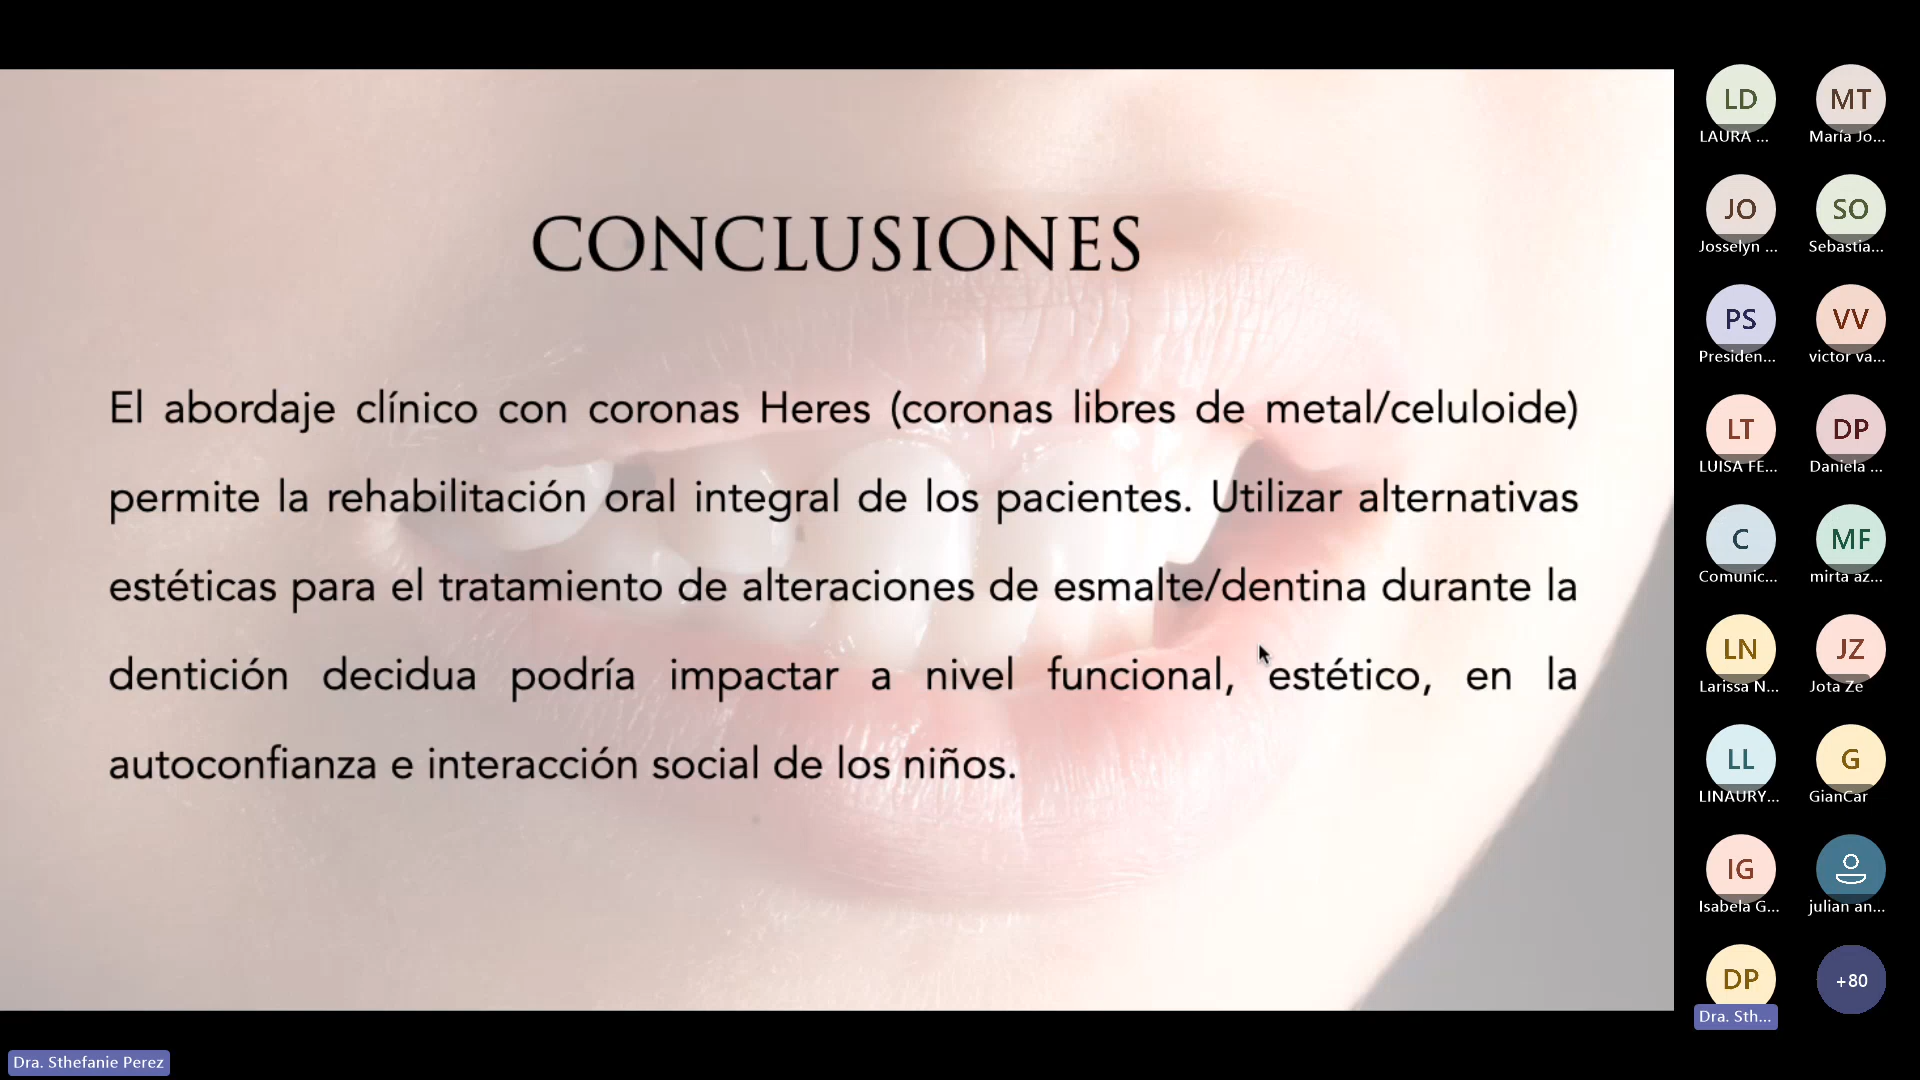 CONCLUSIONES
El abordaje clínico con coronas Heres (coronas libres de metal/celuloide)
permite la rehabilitación oral integral de los pacientes. Utilizar alternativas
estéticas para el tratamiento de alteraciones de esmalte/dentina durante la
dentición decidua podría impactar a nivel funcional, estético, en la
autoconfianza e interacción social de los niños.
LD MT
LAURA ... María Jo...
JO SO
Josselyn ... Sebastia...
PS VV
Presiden... victor va...
LT DP
LUISA FE... Daniela ...
C MF
Comunic... mirta az...
LN JZ
Larissa N... Jota Ze
LL G
LINAURY... GianCar
IG
Isabela G... julian an...
DP +80
Dra. Sth...
Dra. Sthefanie Perez